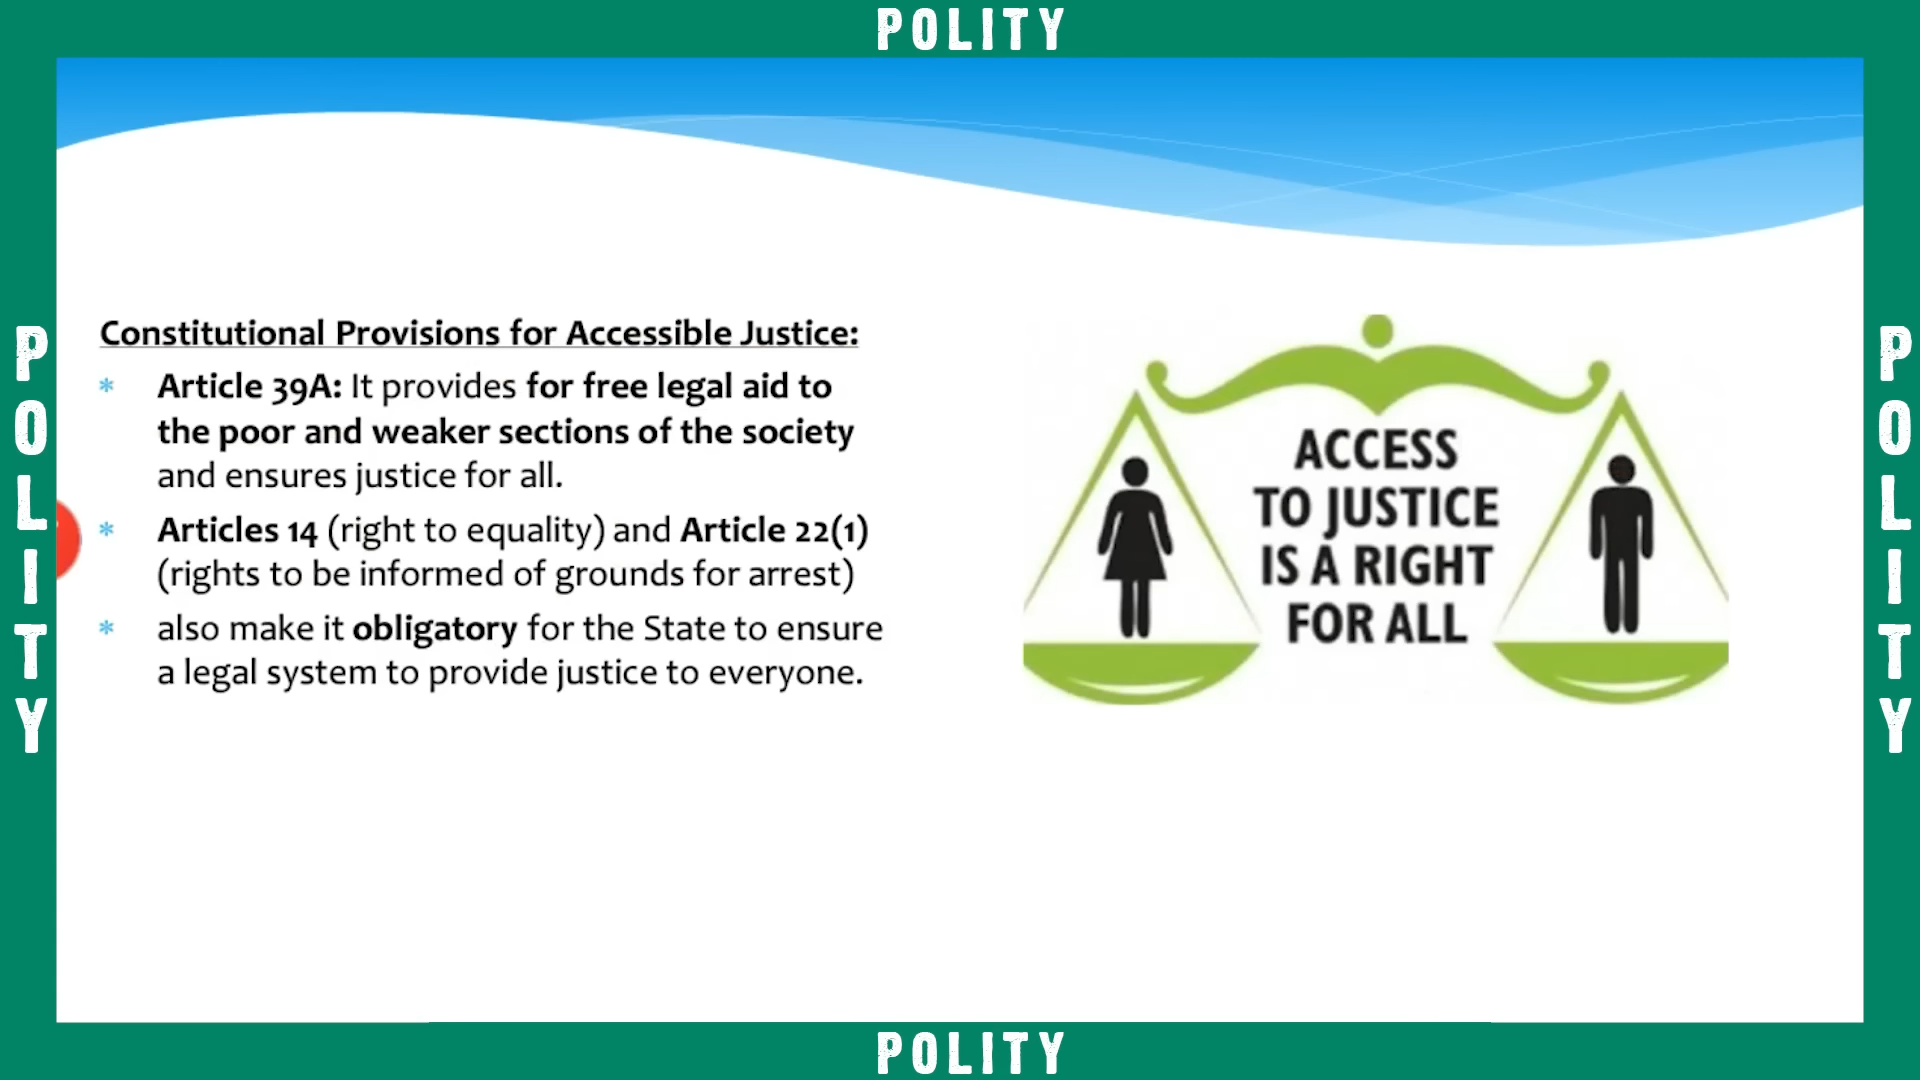 POLITY
POLITY
Constitutional Provisions for Accessible Justice:
* Article 39A: It provides for free legal aid to
the poor and weaker sections of the society
and ensures justice for all.
* Articles 14 (right to equality) and Article 22(1)
(rights to be informed of grounds for arrest)
* also make it obligatory for the State to ensure
a legal system to provide justice to everyone.
ACCESS
TO JUSTICE
IS A RIGHT
FOR ALL
POLITY
POLITY